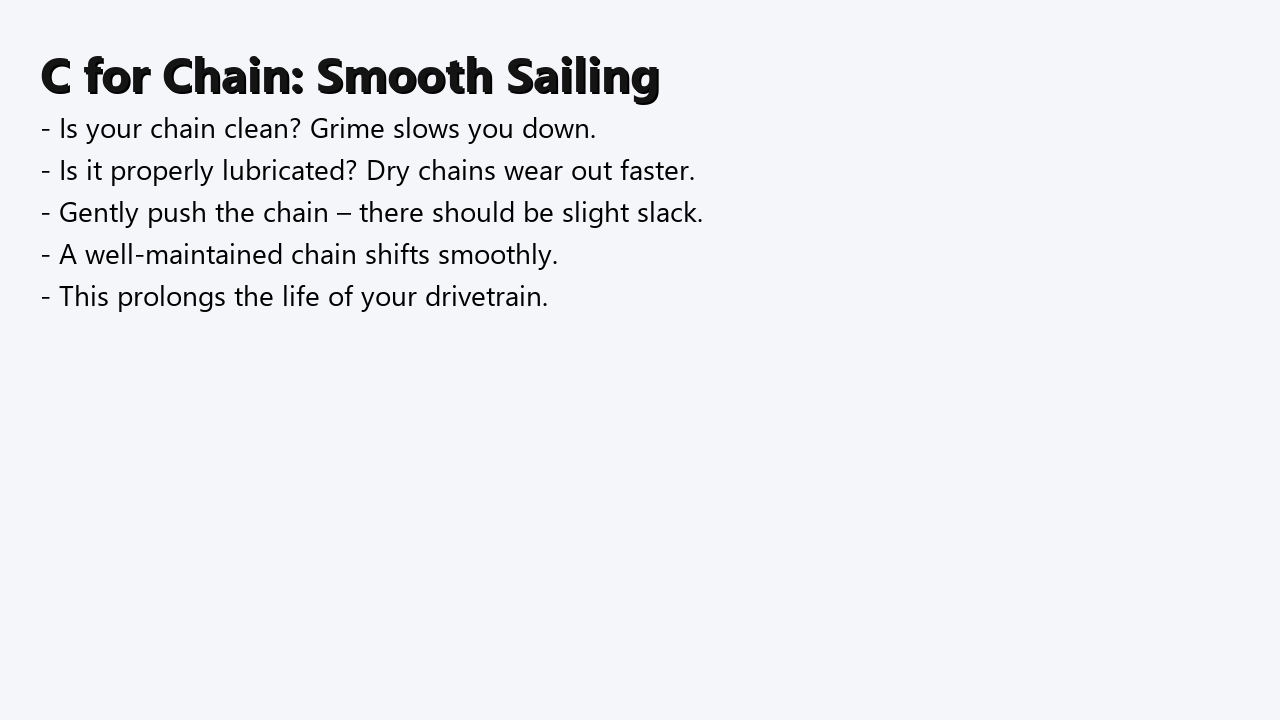 C for Chain: Smooth Sailing
- Is your chain clean? Grime slows you down.
- Is it properly lubricated? Dry chains wear out faster.
- Gently push the chain – there should be slight slack.
- A well-maintained chain shifts smoothly.
- This prolongs the life of your drivetrain.